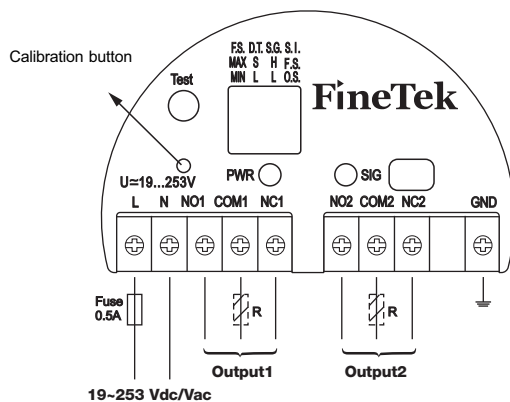 Calibration button
F.S. D.T. S.G. S.I.
MAX S H F.S.
MIN L L O.S.
Test
FineTek
PWR
SIG
U≃19...253V
L N NO1 COM1 NC1 NO2 COM2 NC2 GND
Fuse
0.5A
R
R
Output1
Output2
19~253 Vdc/Vac